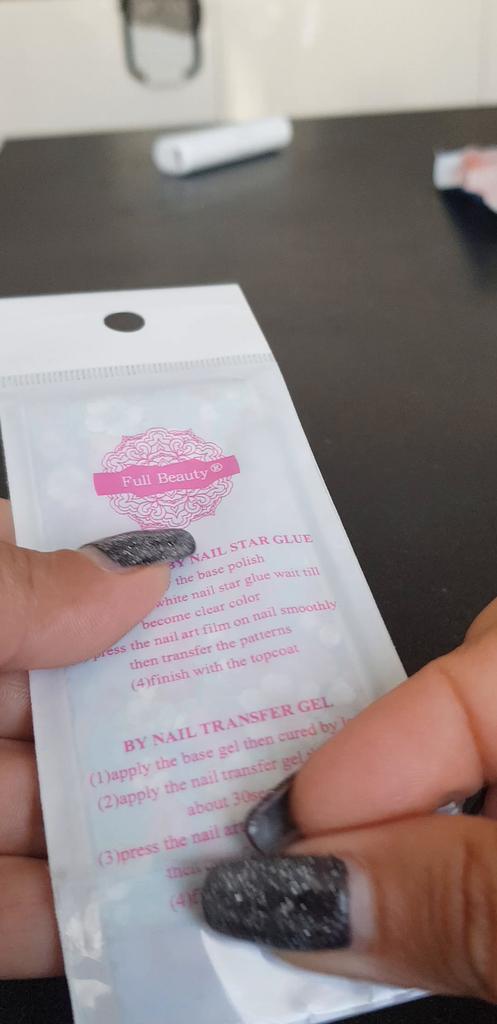 Full Beauty®
BY NAIL STAR GLUE
the base polish
white nail star glue wait till
become clear color
press the nail art film on nail smoothly
then transfer the patterns
(4)finish with the topcoat
BY NAIL TRANSFER GEL
(1)apply the base gel then cured by
(2)apply the nail transfer gel
about
(3)press the nail
(4)